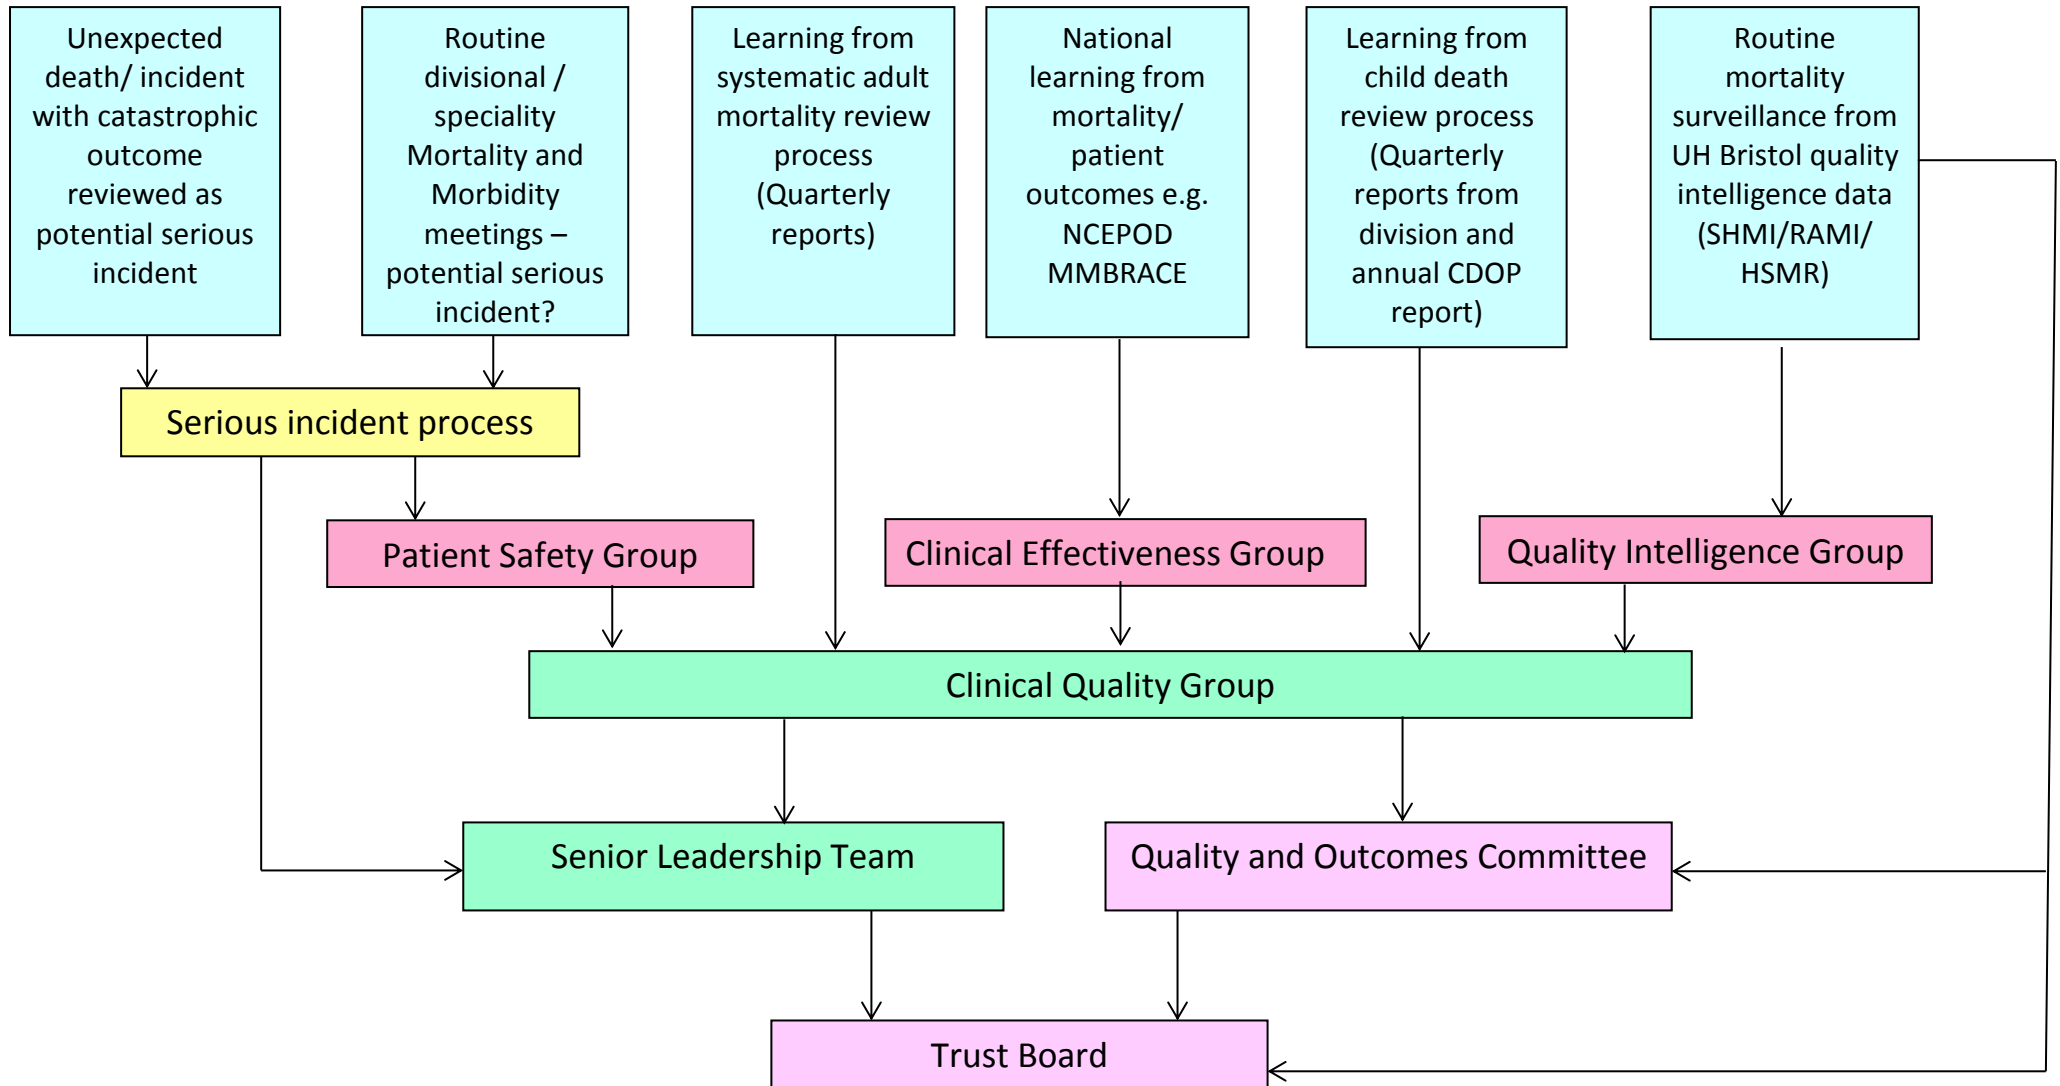 Unexpected
death/ incident
with catastrophic
outcome
reviewed as
potential serious
incident
Routine
divisional /
speciality
Mortality and
Morbidity
meetings –
potential serious
incident?
Learning from
systematic adult
mortality review
process
(Quarterly
reports)
National
learning from
mortality/
patient
outcomes e.g.
NCEPOD
MMBRACE
Learning from
child death
review process
(Quarterly
reports from
division and
annual CDOP
report)
Routine
mortality
surveillance from
UH Bristol quality
intelligence data
(SHMI/RAMI/
HSMR)
Serious incident process
Patient Safety Group
Clinical Effectiveness Group
Quality Intelligence Group
Clinical Quality Group
Senior Leadership Team
Quality and Outcomes Committee
Trust Board